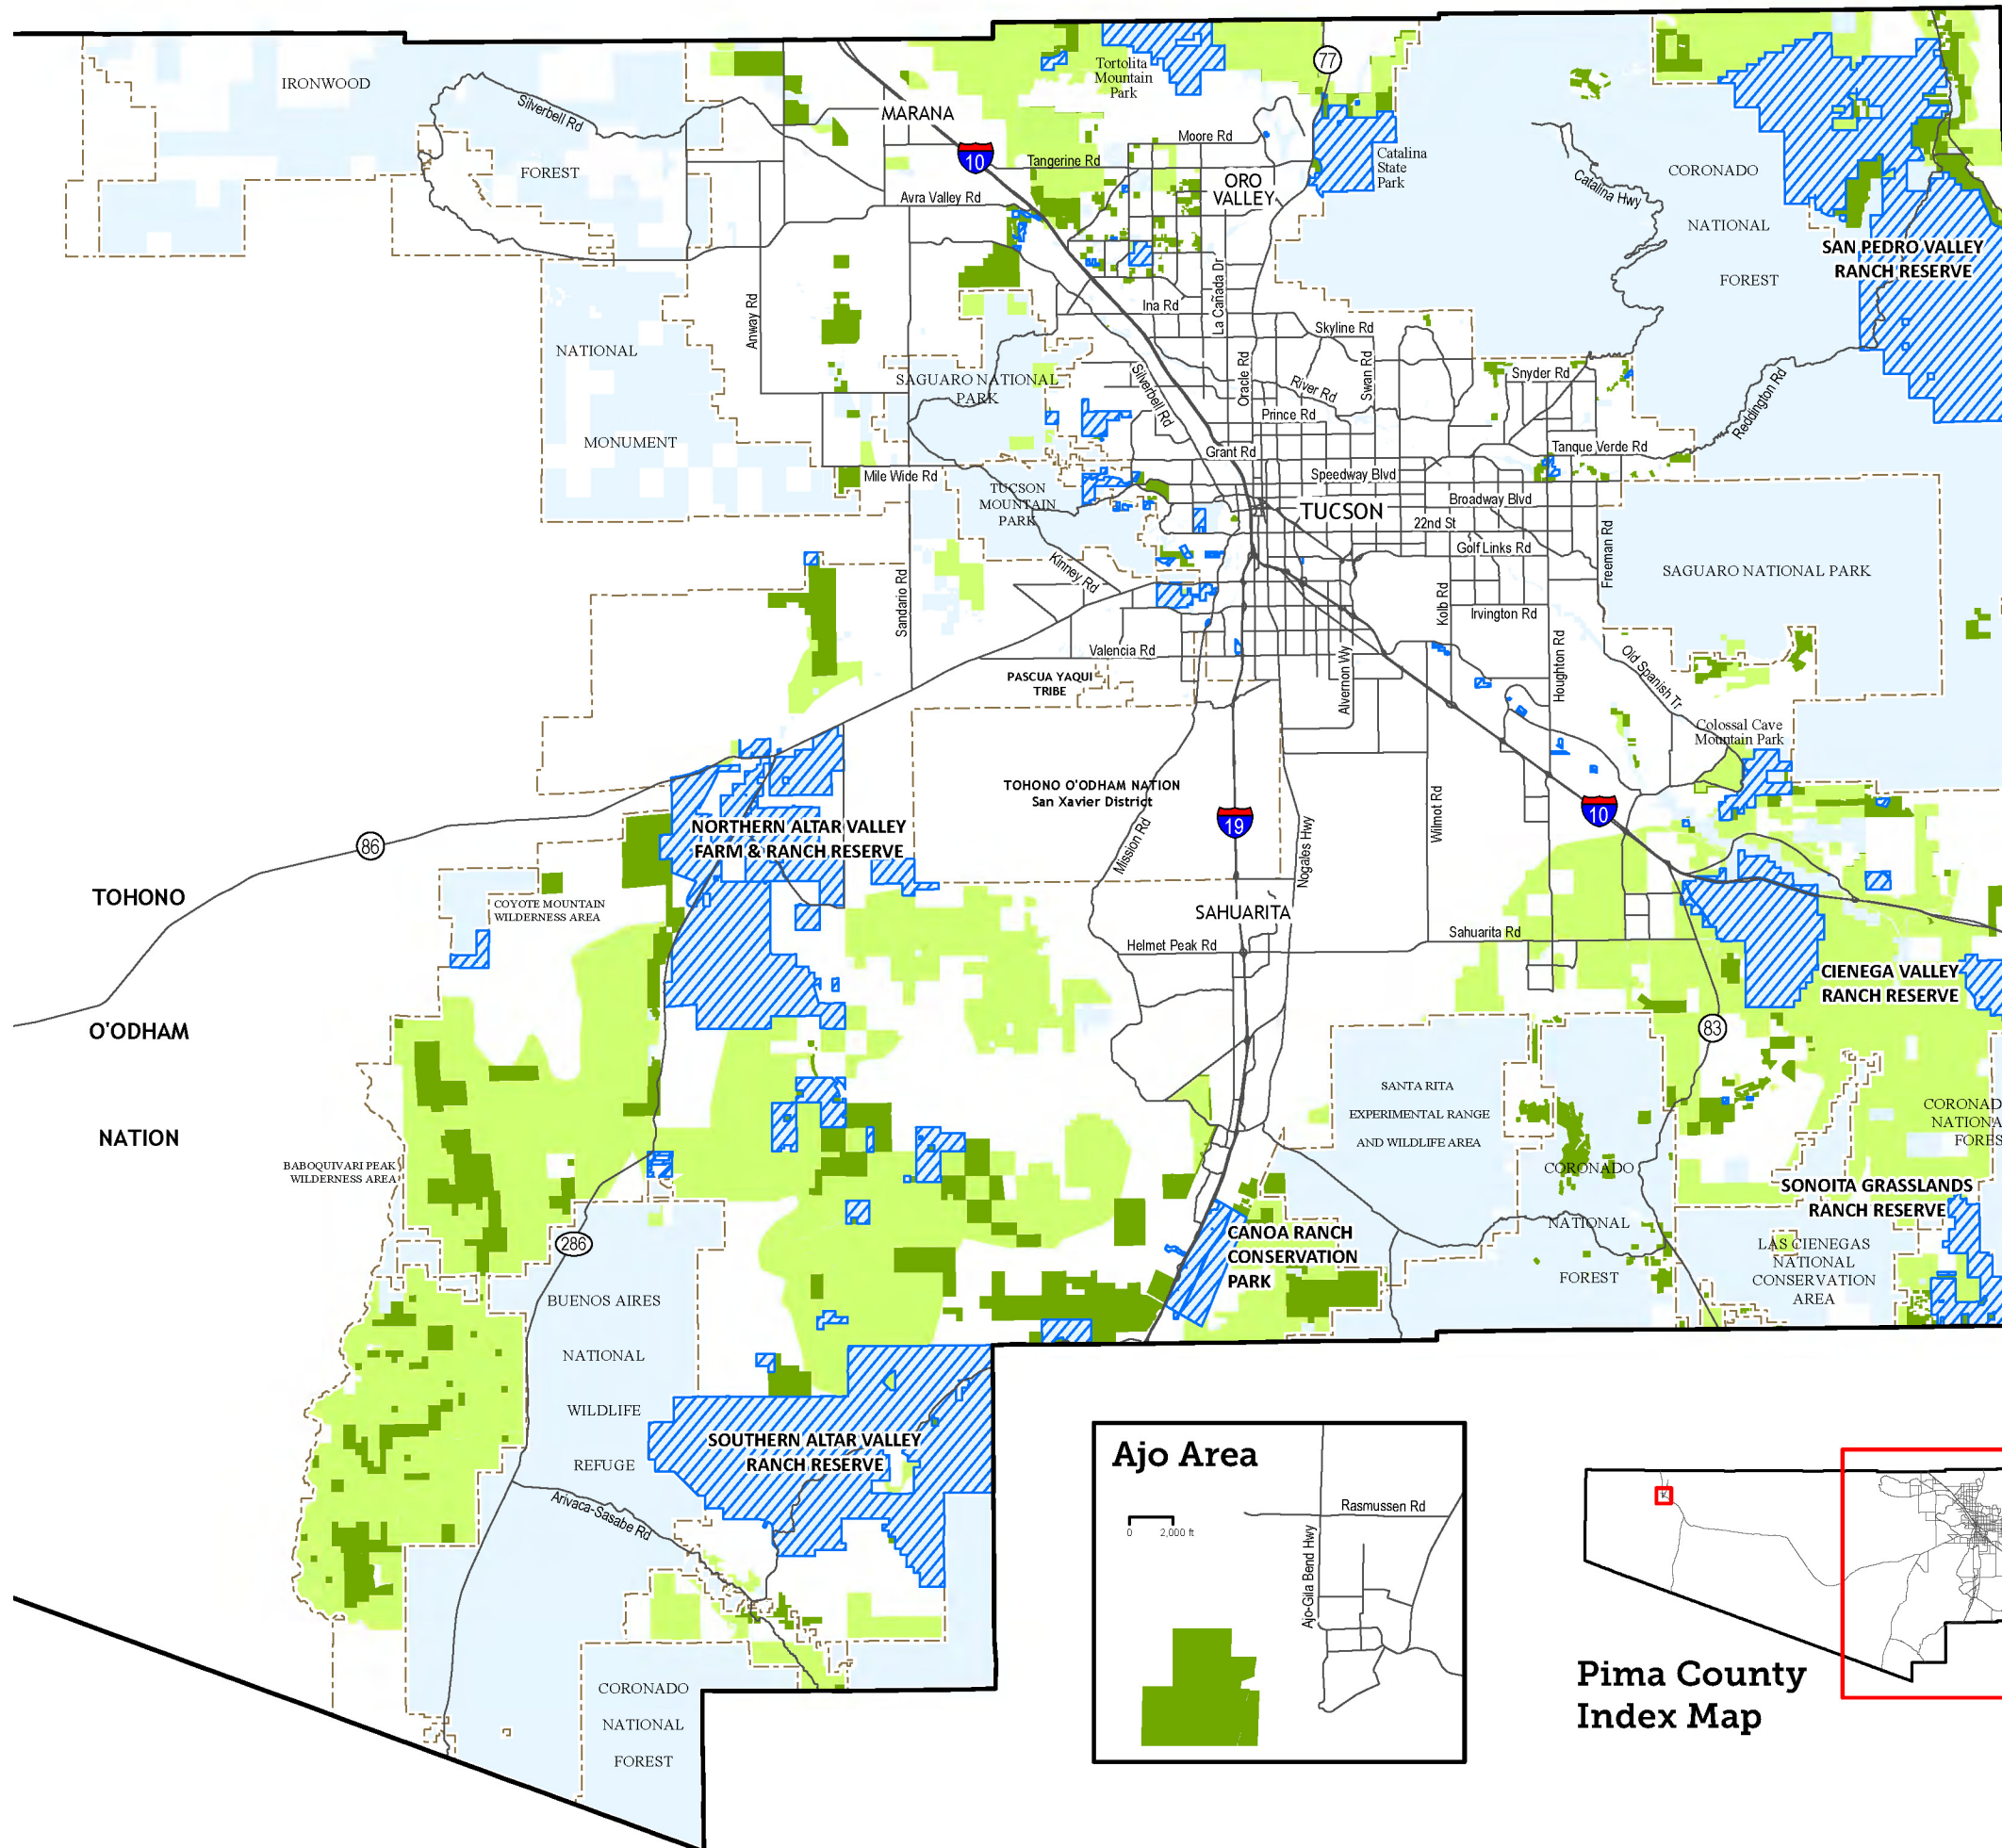 IRONWOOD
FOREST
NATIONAL
MONUMENT
Silverbell Rd
MARANA
10
Tortolita
Mountain
Park
77
Moore Rd
Tangerine Rd
Avra Valley Rd
ORO
VALLEY
Catalina
State
Park
Catalina Hwy
CORONADO
NATIONAL
FOREST
SAN PEDRO VALLEY
RANCH RESERVE
Anway Rd
La Cañada Dr
Ina Rd
Skyline Rd
SAGUARO NATIONAL
PARK
Silverbell Rd
Oracle Rd
River Rd
Swan Rd
Snyder Rd
Reddington Rd
Prince Rd
Grant Rd
Tanque Verde Rd
Mile Wide Rd
Speedway Blvd
TUCSON
MOUNTAIN
PARK
Broadway Blvd
TUCSON
22nd St
Golf Links Rd
Freeman Rd
Kinney Rd
Sandario Rd
SAGUARO NATIONAL PARK
Kolb Rd
Irvington Rd
Valencia Rd
PASCUA YAQUI
TRIBE
Alvernon Wy
Houghton Rd
Old Spanish Tr
Colossal Cave
Mountain Park
TOHONO O'ODHAM NATION
San Xavier District
19
Mission Rd
Nogales Hwy
Wilmot Rd
10
NORTHERN ALTAR VALLEY
FARM & RANCH RESERVE
86
TOHONO
O'ODHAM
NATION
COYOTE MOUNTAIN
WILDERNESS AREA
SAHUARITA
Helmet Peak Rd
Sahuarita Rd
CIENEGA VALLEY
RANCH RESERVE
83
SANTA RITA
EXPERIMENTAL RANGE
AND WILDLIFE AREA
CORONAD
NATIONA
FORES
BABOQUIVARI PEAK
WILDERNESS AREA
CORONADO
NATIONAL
FOREST
SONOITA GRASSLANDS
RANCH RESERVE
286
CANOA RANCH
CONSERVATION
PARK
LAS CIENEGAS
NATIONAL
CONSERVATION
AREA
BUENOS AIRES
NATIONAL
WILDLIFE
REFUGE
SOUTHERN ALTAR VALLEY
RANCH RESERVE
Arivaca-Sasabe Rd
CORONADO
NATIONAL
FOREST
Ajo Area
0 2,000 ft
Rasmussen Rd
Ajo-Gila Bend Hwy
Pima County
Index Map